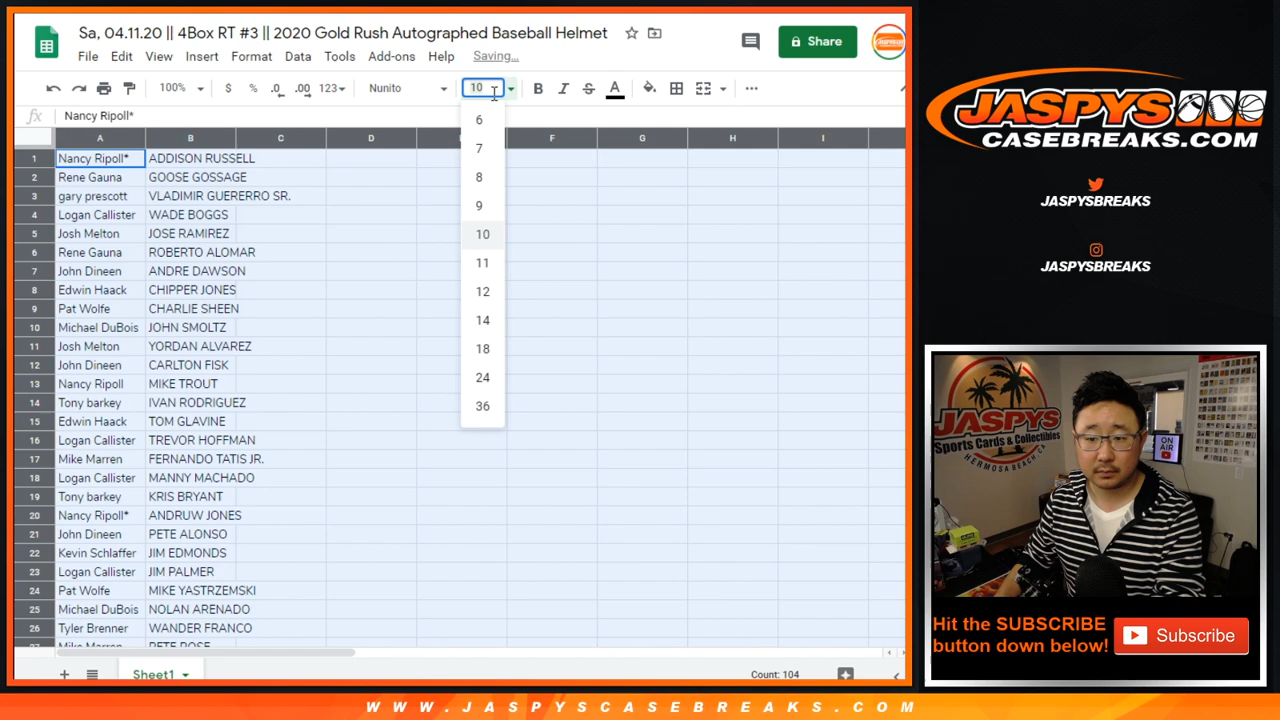 Sa, 04.11.20 || 4Box RT #3 || 2020 Gold Rush Autographed Baseball Helmet
File Edit View Insert Format Data Tools Add-ons Help Saving...
Share
100% $ % .0 .00 123 Nunito 10 B I S A
fx Nancy Ripoll*
A B C D F G H I
1 Nancy Ripoll* ADDISON RUSSELL
2 Rene Gauna GOOSE GOSSAGE
3 gary prescott VLADIMIR GUERERRO SR.
4 Logan Callister WADE BOGGS
5 Josh Melton JOSE RAMIREZ
6 Rene Gauna ROBERTO ALOMAR
7 John Dineen ANDRE DAWSON
8 Edwin Haack CHIPPER JONES
9 Pat Wolfe CHARLIE SHEEN
10 Michael DuBois JOHN SMOLTZ
11 Josh Melton YORDAN ALVAREZ
12 John Dineen CARLTON FISK
13 Nancy Ripoll MIKE TROUT
14 Tony barkey IVAN RODRIGUEZ
15 Edwin Haack TOM GLAVINE
16 Logan Callister TREVOR HOFFMAN
17 Mike Marren FERNANDO TATIS JR.
18 Logan Callister MANNY MACHADO
19 Tony barkey KRIS BRYANT
20 Nancy Ripoll* ANDRUW JONES
21 John Dineen PETE ALONSO
22 Kevin Schlaffer JIM EDMONDS
23 Logan Callister JIM PALMER
24 Pat Wolfe MIKE YASTRZEMSKI
25 Michael DuBois NOLAN ARENADO
26 Tyler Brenner WANDER FRANCO
27 Mike Marren PETE ROSE
6
7
8
9
10
11
12
14
18
24
36
Sheet1
Count: 104
JASPYS
CASEBREAKS.COM
JASPYSBREAKS
JASPYSBREAKS
JASPYS
Sports Cards & Collectibles
HERMOSA BEACH, CA
ON AIR
Hit the SUBSCRIBE
button down below!
Subscribe
WWW.JASPYSCASEBREAKS.COM